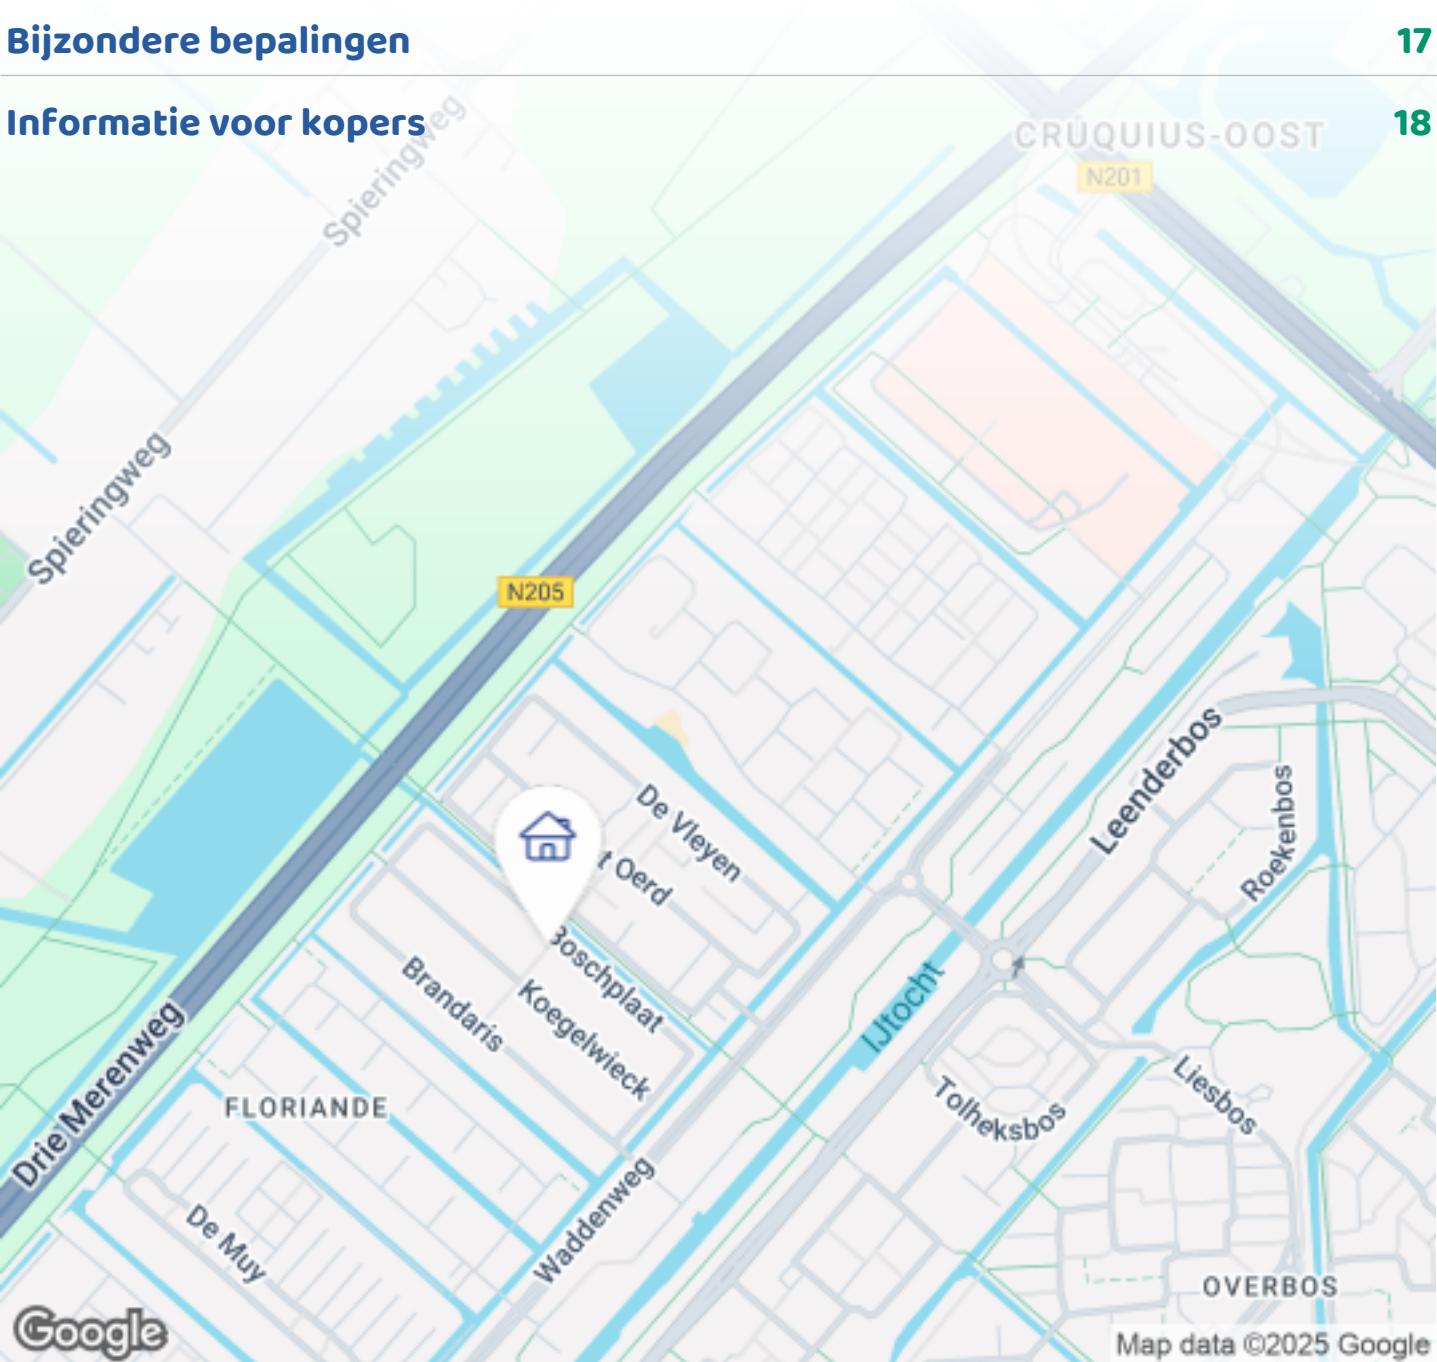 Bijzondere bepalingen 17
Informatie voor kopers 18
Spieringweg
CRUQUIUS-OOST
N201
Spieringweg
N205
Leenderbos
Roekenbos
De Vleyen
t Oerd
Boschplaat
Koegelwieck
Brandaris
IJtocht
Drie Merenweg
FLORIANDE
Tolheksbos
Liesbos
Waddenweg
De Muy
OVERBOS
Google
Map data ©2025 Google